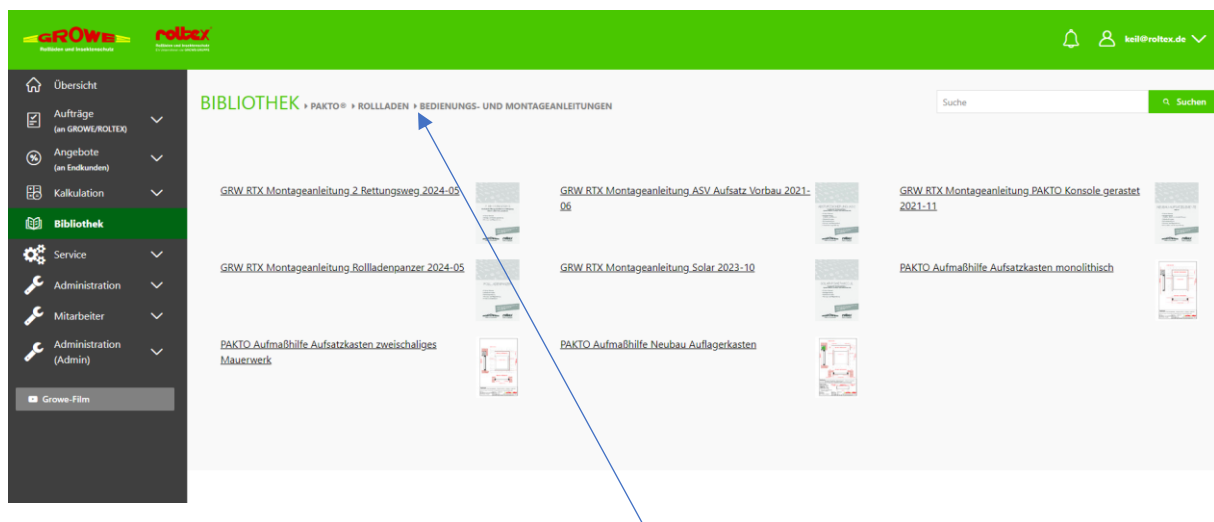 GROWE
Rollläden und Insektenschutz
roltex
keil@roltex.de
Übersicht
Aufträge
(an GROWE/ROLTEX)
Angebote
(an Endkunden)
Kalkulation
Bibliothek
Service
Administration
Mitarbeiter
Administration
(Admin)
Growe-Film
BIBLIOTHEK ▸ PAKTO® ▸ ROLLLADEN ▸ BEDIENUNGS- UND MONTAGEANLEITUNGEN
Suche
Suchen
GRW RTX Montageanleitung 2 Rettungsweg 2024-05
GRW RTX Montageanleitung ASV Aufsatz Vorbau 2021-
06
GRW RTX Montageanleitung PAKTO Konsole gerastet
2021-11
GRW RTX Montageanleitung Rollladenpanzer 2024-05
GRW RTX Montageanleitung Solar 2023-10
PAKTO Aufmaßhilfe Aufsatzkasten monolithisch
PAKTO Aufmaßhilfe Aufsatzkasten zweischaliges
Mauerwerk
PAKTO Aufmaßhilfe Neubau Auflagerkasten